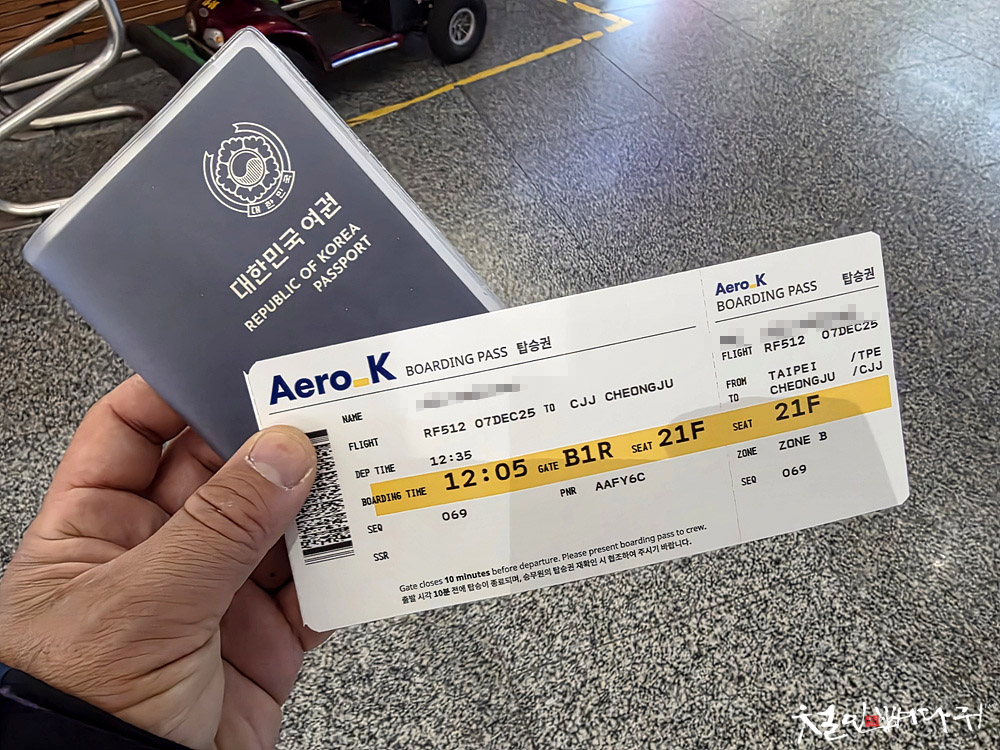 대한민국
대한민국 여권
REPUBLIC OF KOREA
PASSPORT
Aero_K BOARDING PASS 탑승권
NAME
FLIGHT RF512 07DEC25 TO CJJ CHEONGJU
DEP TIME 12:35
BOARDING TIME 12:05 GATE B1R SEAT 21F
SEQ 069 PNR AAFY6C
SSR
Gate closes 10 minutes before departure. Please present boarding pass to crew.
출발 시각 10분 전에 탑승이 종료되며, 승무원의 탑승권 재확인 시 협조하여 주시기 바랍니다.
Aero_K
BOARDING PASS 탑승권
FLIGHT RF512 07DEC25
FROM TAIPEI /TPE
TO CHEONGJU /CJJ
SEAT 21F
ZONE ZONE B
SEQ 069